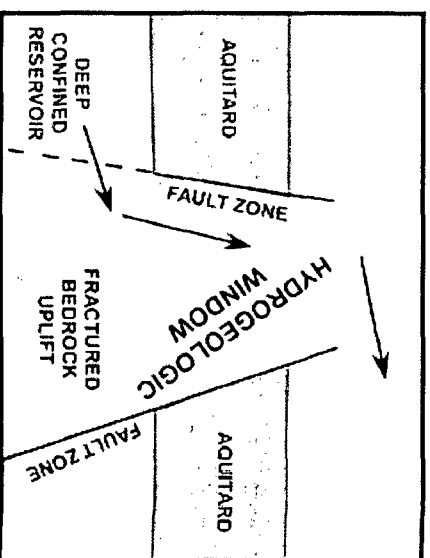 AQUITARD
DEEP
CONFINED
RESERVOIR
FAULT ZONE
HYDROGEOLOGIC
WINDOW
FRACTURED
BEDROCK
UPLIFT
FAULT ZONE
AQUITARD